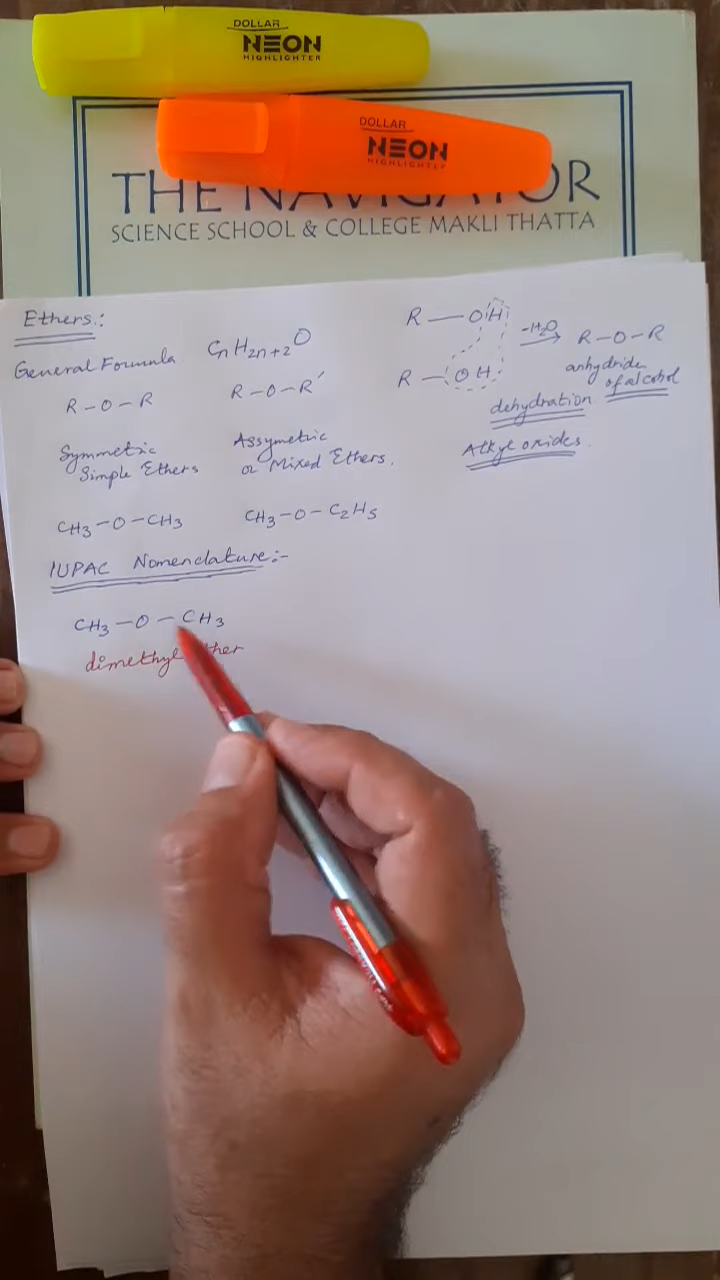 DOLLAR
NEON
HIGHLIGHTER
DOLLAR
NEON
HIGHLIGHTER
THE NAVIGATOR
SCIENCE SCHOOL & COLLEGE MAKLI THATTA
Ethers:
General Formula CnH2n+2O
R-O-R R-O-R′
Symmetric
Simple Ethers
Assymetric
or Mixed Ethers.
CH3-O-CH3 CH3-O-C2H5
R — OH
R — OH
-H2O
R-O-R
anhydride
of alcohol
dehydration
Alkyl oxides.
IUPAC Nomenclature:-
CH3-O-CH3
dimethyl ether